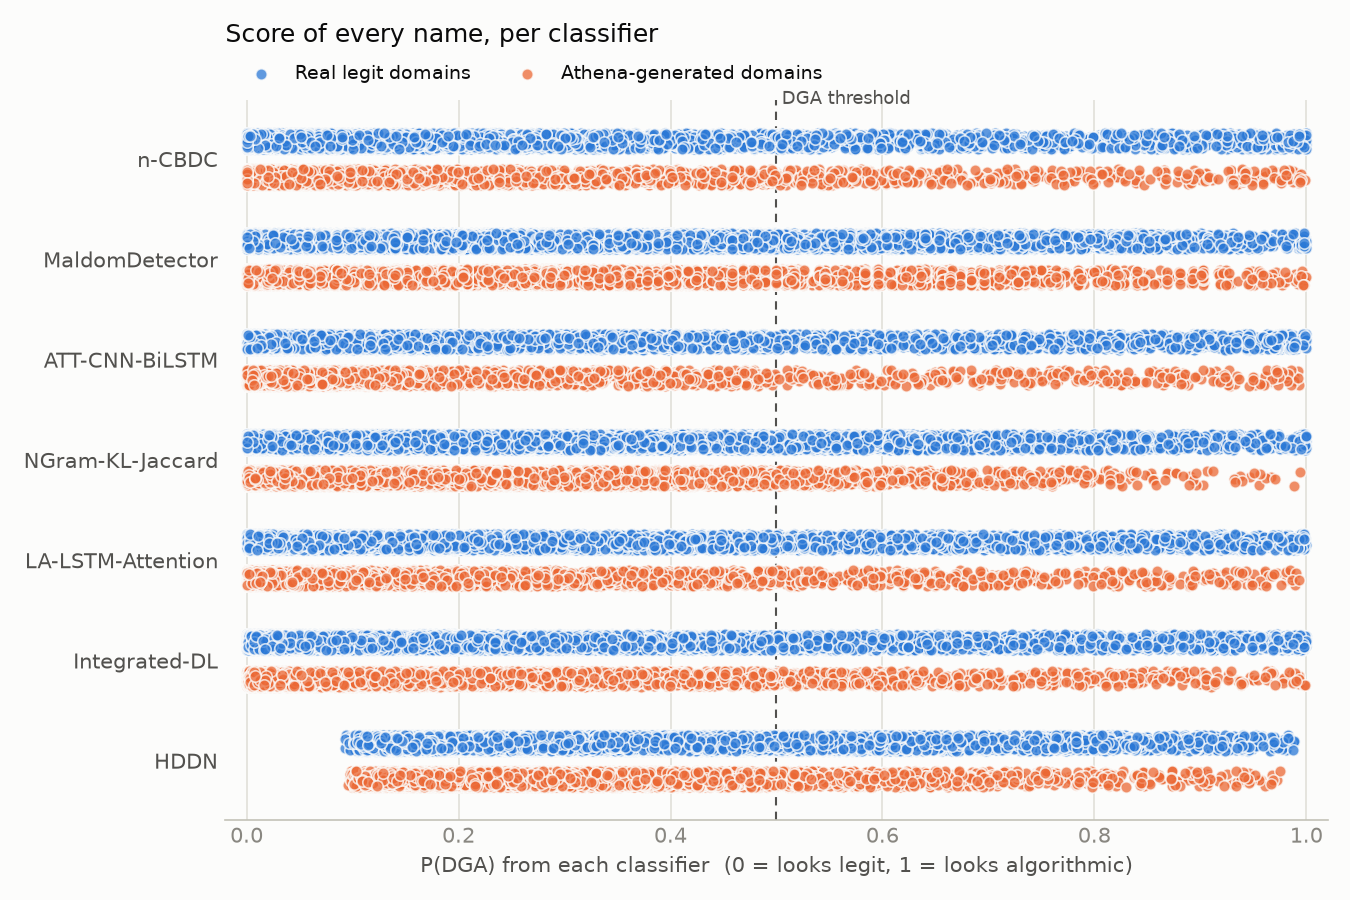 Score of every name, per classifier
Real legit domains
Athena-generated domains
DGA threshold
n-CBDC
MaldomDetector
ATT-CNN-BiLSTM
NGram-KL-Jaccard
LA-LSTM-Attention
Integrated-DL
HDDN
0.0 0.2 0.4 0.6 0.8 1.0
P(DGA) from each classifier (0 = looks legit, 1 = looks algorithmic)